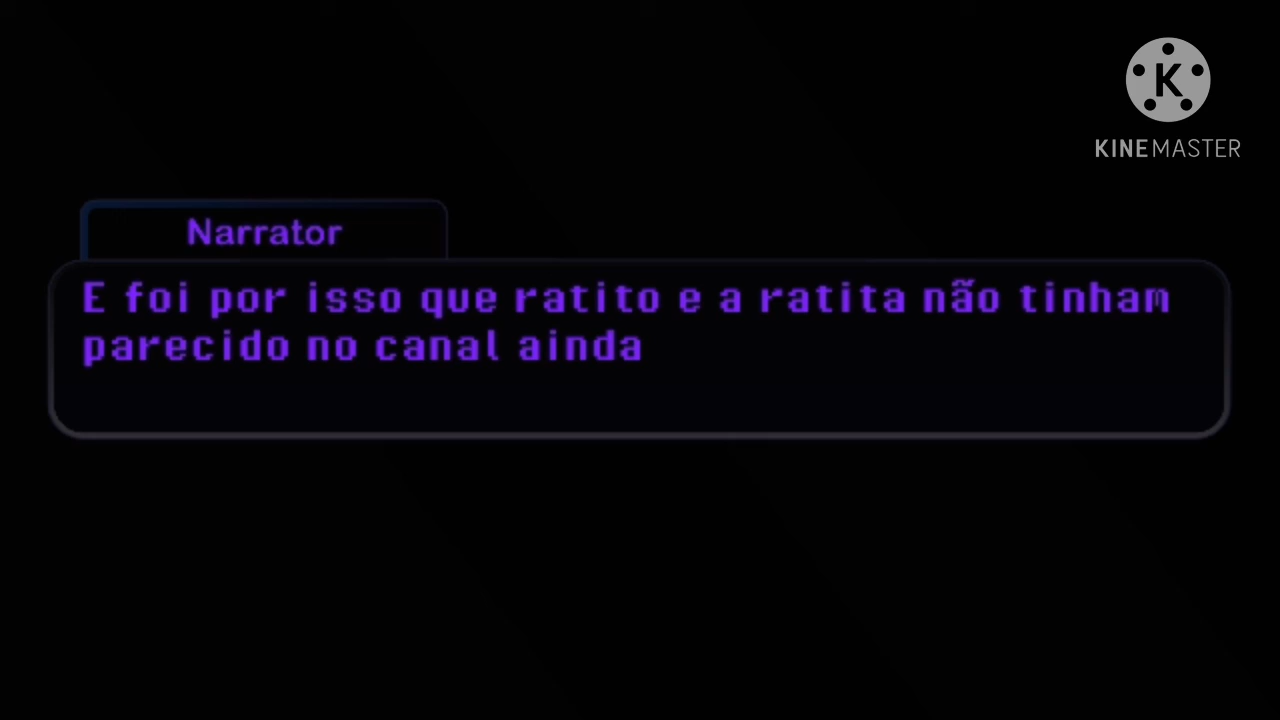 KINEMASTER
Narrator
E foi por isso que ratito e a ratita não tinham
parecido no canal ainda